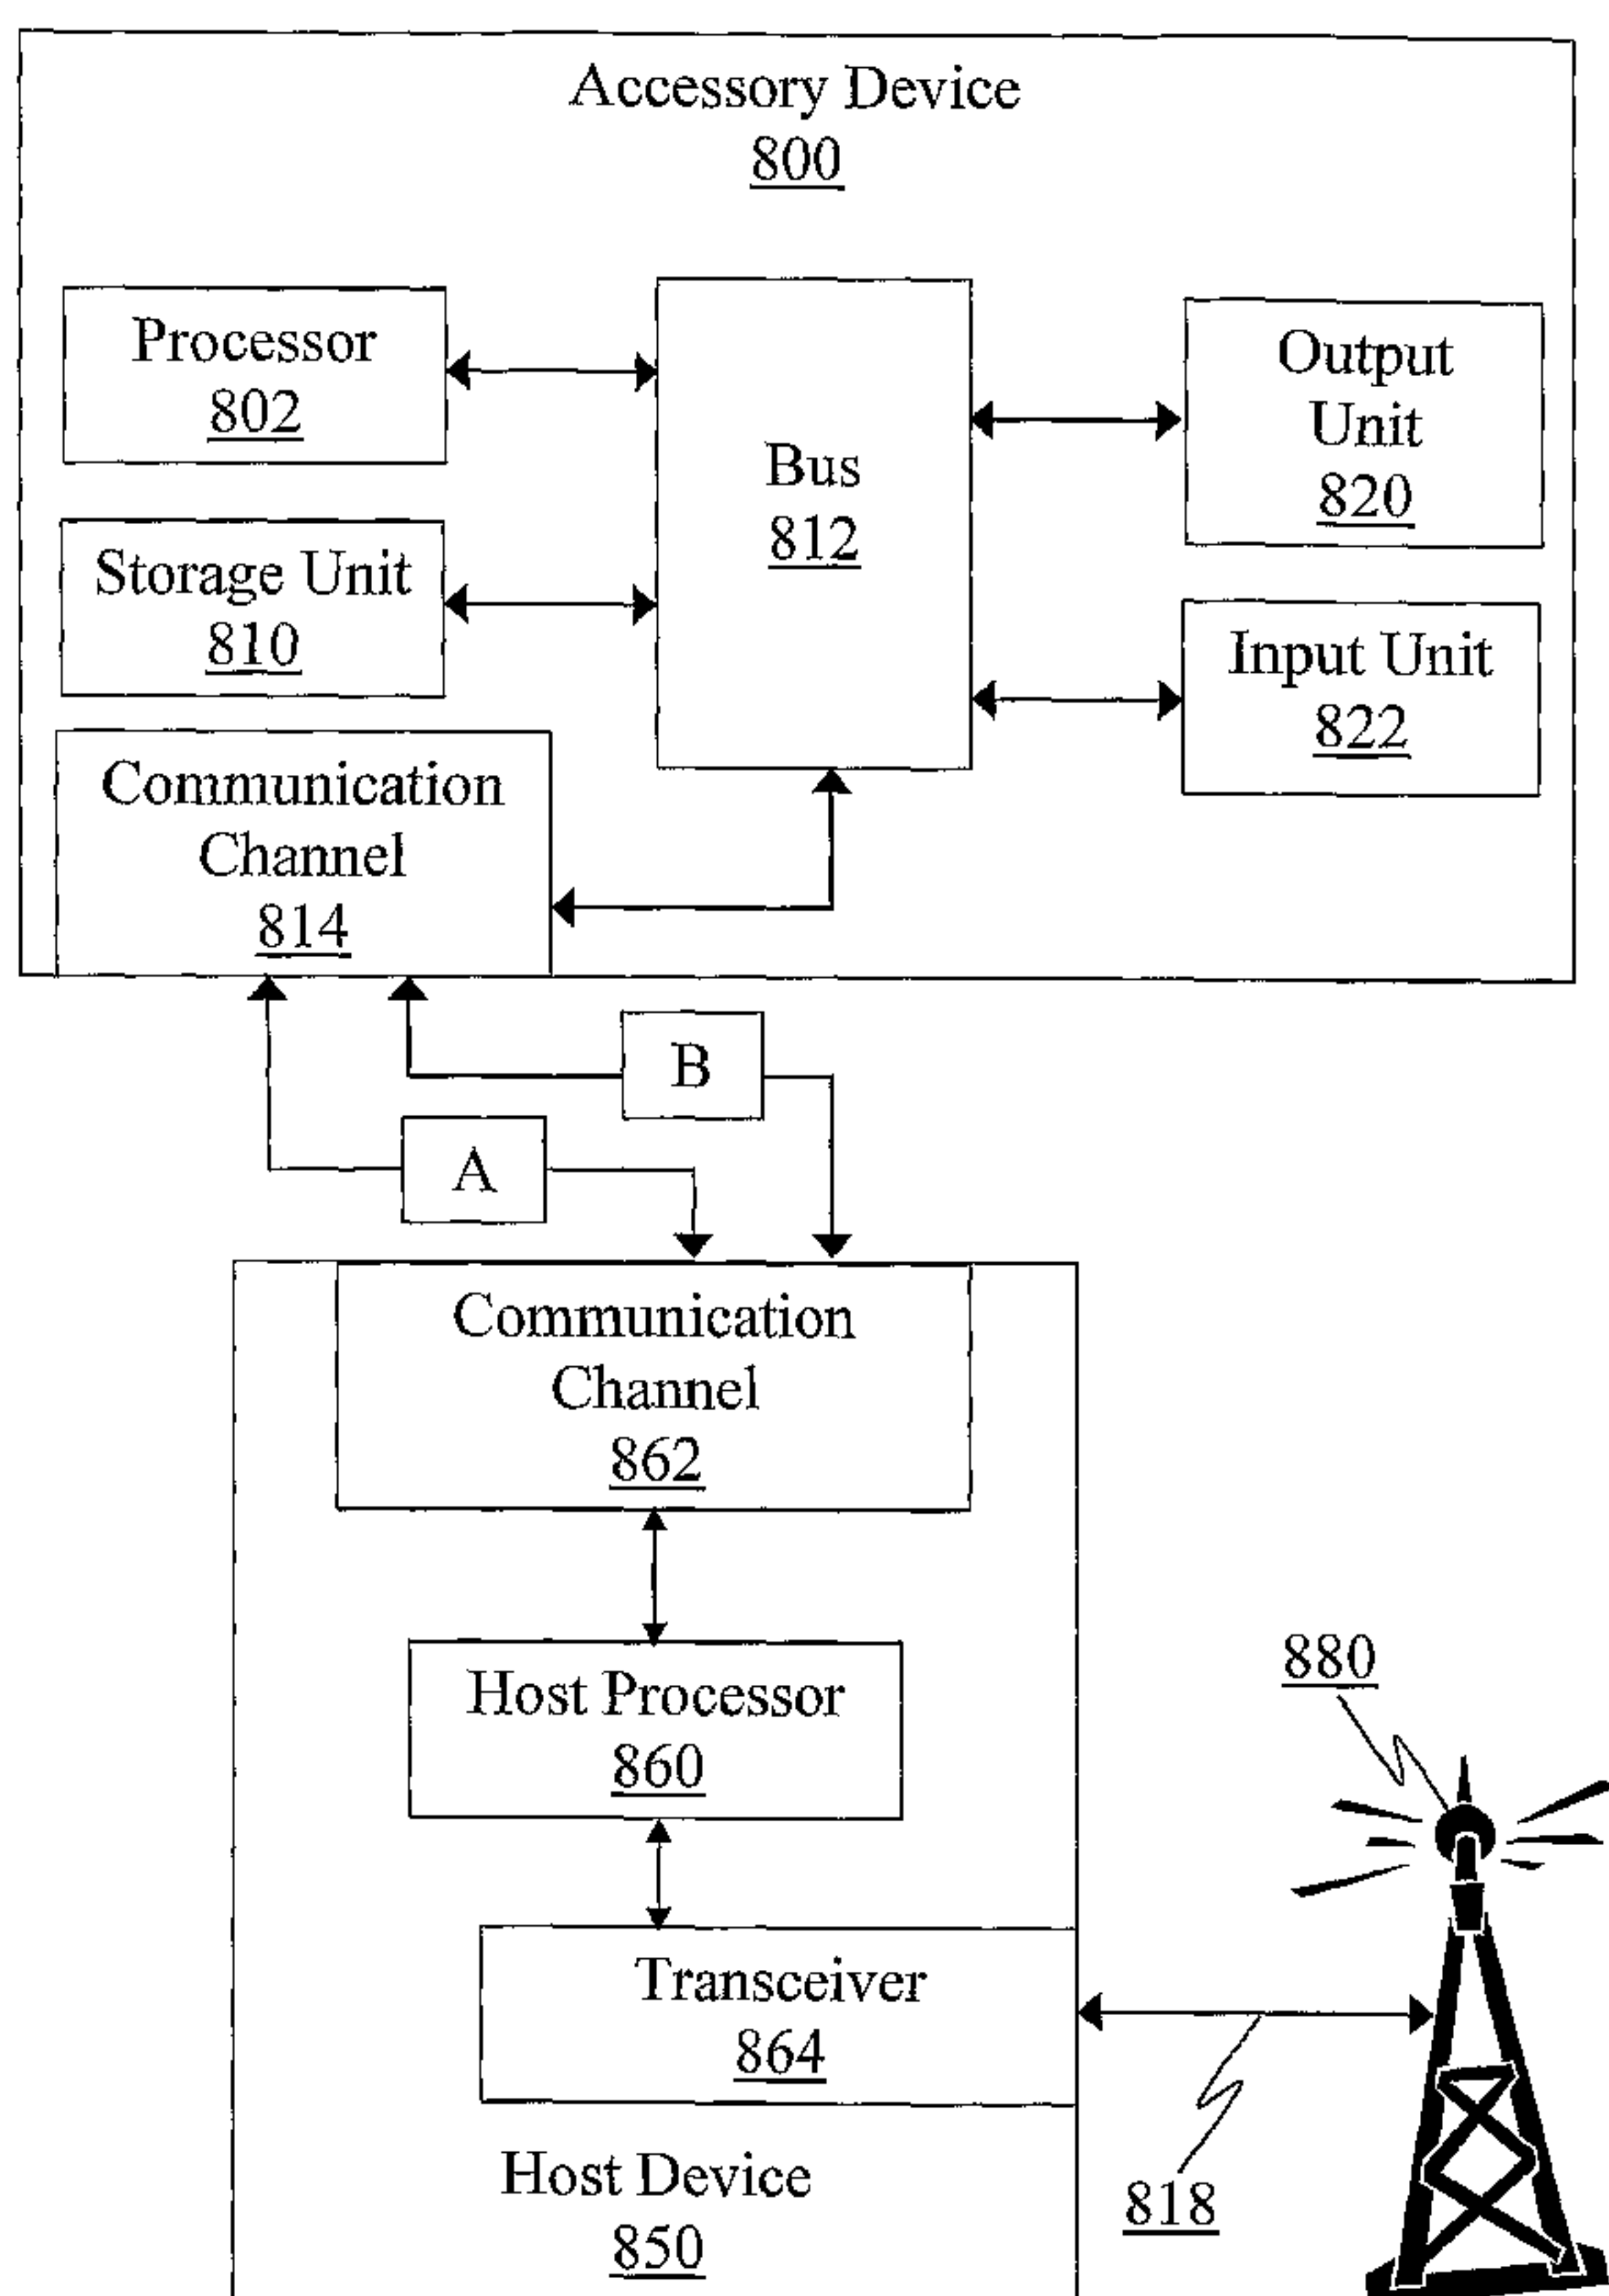 Accessory Device
800
Processor
802
Bus
812
Output
Unit
820
Storage Unit
810
Input Unit
822
Communication
Channel
814
B
A
Communication
Channel
862
Host Processor
860
880
Transceiver
864
818
Host Device
850